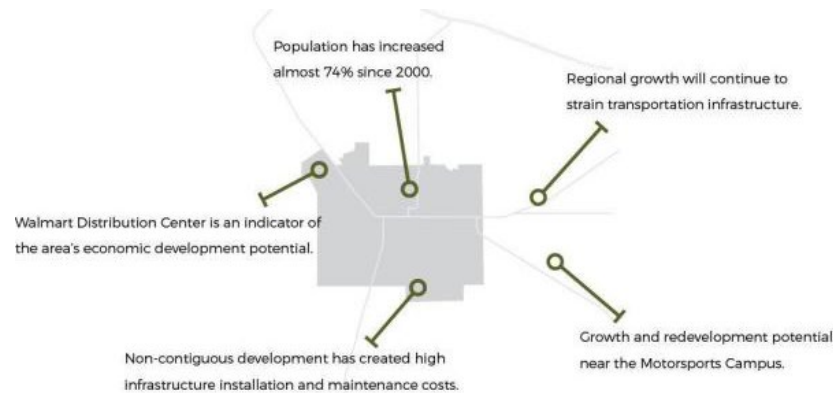 Population has increased
almost 74% since 2000.
Regional growth will continue to
strain transportation infrastructure.
Walmart Distribution Center is an indicator of
the area's economic development potential.
Growth and redevelopment potential
near the Motorsports Campus.
Non-contiguous development has created high
infrastructure installation and maintenance costs.